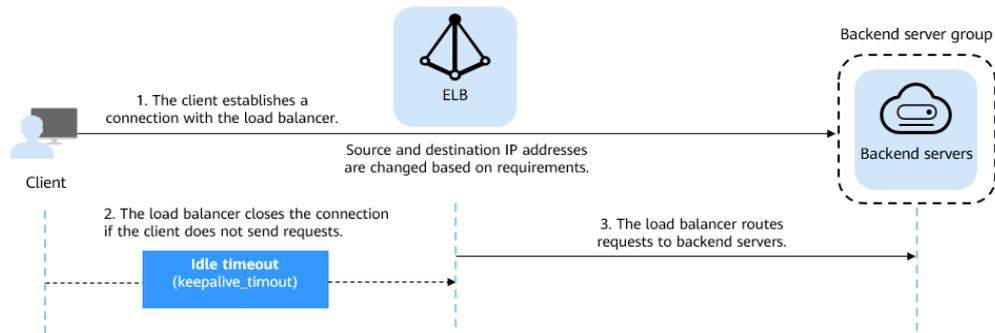 Backend server group
ELB
1. The client establishes a
connection with the load balancer.
Source and destination IP addresses
are changed based on requirements.
Backend servers
Client
2. The load balancer closes the connection
if the client does not send requests.
3. The load balancer routes
requests to backend servers.
Idle timeout
(keepalive_timout)